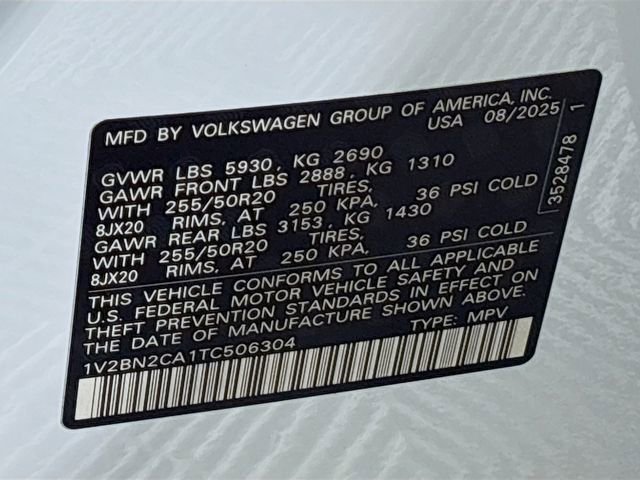 MFD BY VOLKSWAGEN GROUP OF AMERICA, INC.
USA 08/2025
GVWR LBS 5930, KG 2690
GAWR FRONT LBS 2888, KG 1310
WITH 255/50R20 TIRES, 36 PSI COLD
8JX20 RIMS, AT 250 KPA,
GAWR REAR LBS 3153, KG 1430
WITH 255/50R20 TIRES, 36 PSI COLD
8JX20 RIMS, AT 250 KPA,
THIS VEHICLE CONFORMS TO ALL APPLICABLE
U.S. FEDERAL MOTOR VEHICLE SAFETY AND
THEFT PREVENTION STANDARDS IN EFFECT ON
THE DATE OF MANUFACTURE SHOWN ABOVE.
1V2BN2CA1TC506304 TYPE: MPV
3528478 1